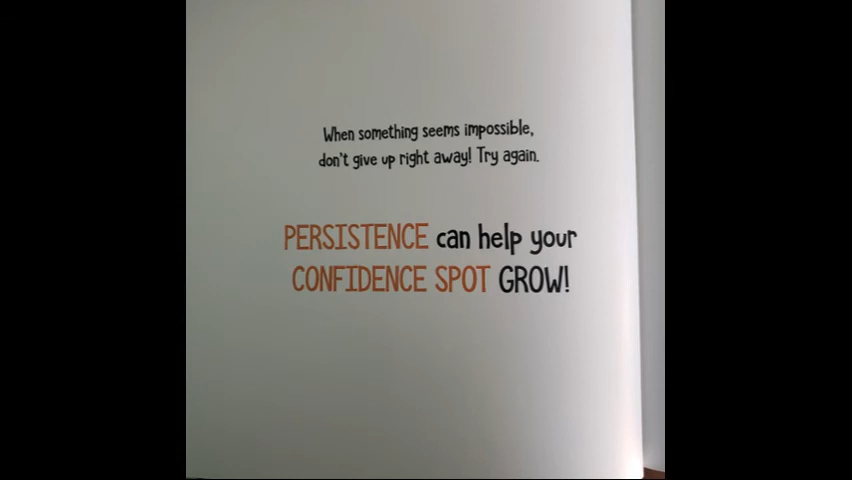 When something seems impossible,
don't give up right away! Try again.
PERSISTENCE can help your
CONFIDENCE SPOT GROW!